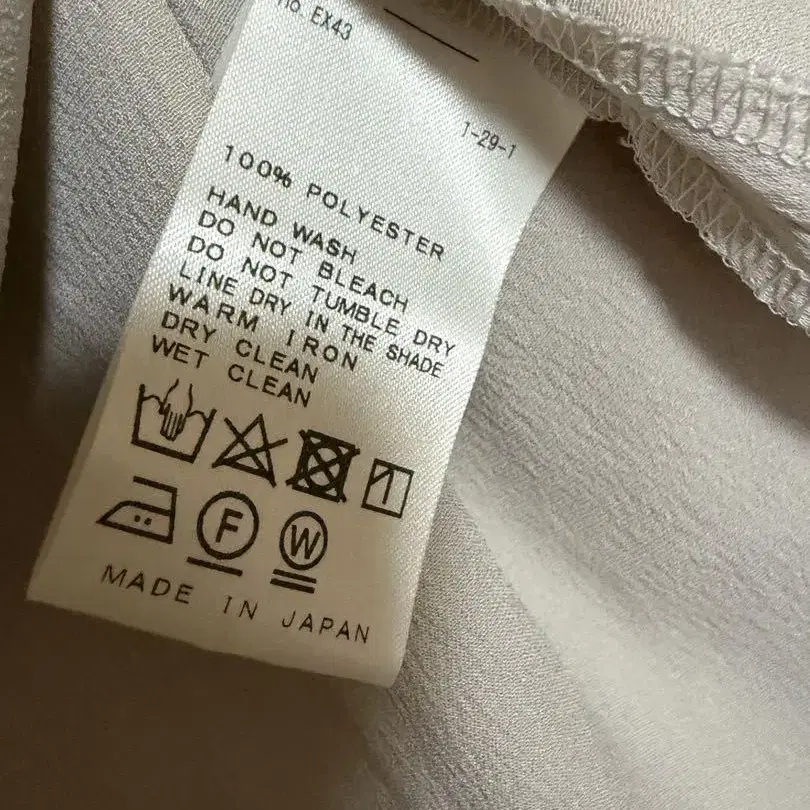 no. EX43
1-29-1
100% POLYESTER
HAND WASH
DO NOT BLEACH
DO NOT TUMBLE DRY
LINE DRY IN THE SHADE
WARM IRON
DRY CLEAN
WET CLEAN
F
W
MADE IN JAPAN